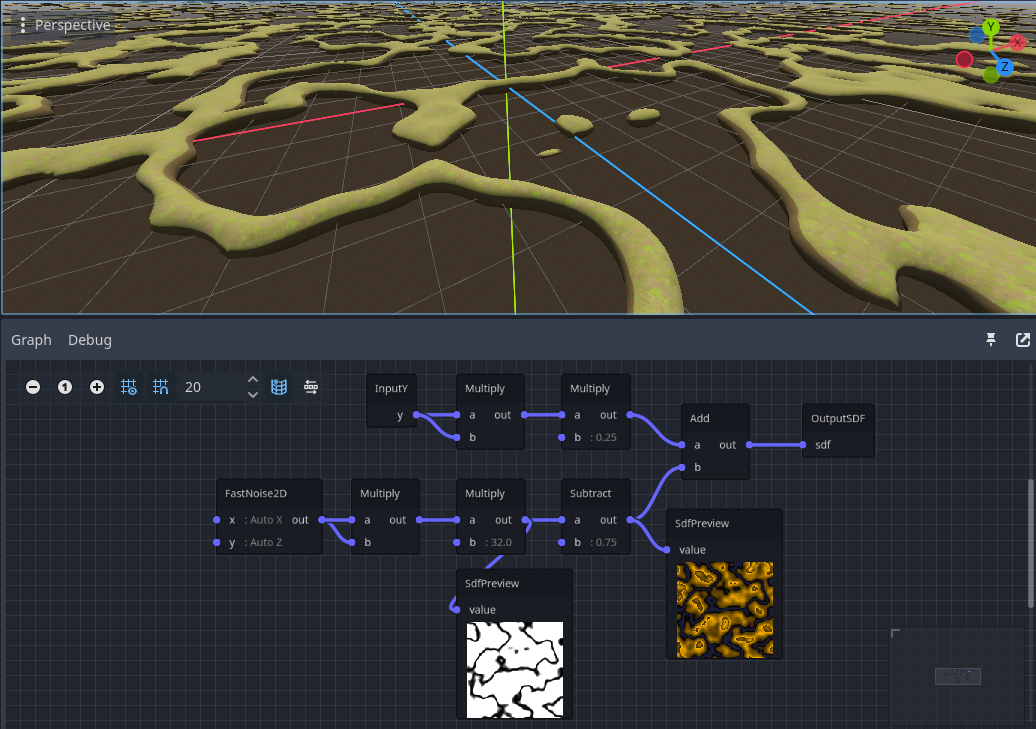 Perspective
Y
X
Z
Graph Debug
1 20
InputY
y
Multiply
a out
b
Multiply
a out
b : 0.25
Add
a out
b
OutputSDF
sdf
FastNoise2D
x : Auto X out
y : Auto Z
Multiply
a out
b
Multiply
a out
b : 32.0
Subtract
a out
b : 0.75
SdfPreview
value
SdfPreview
value